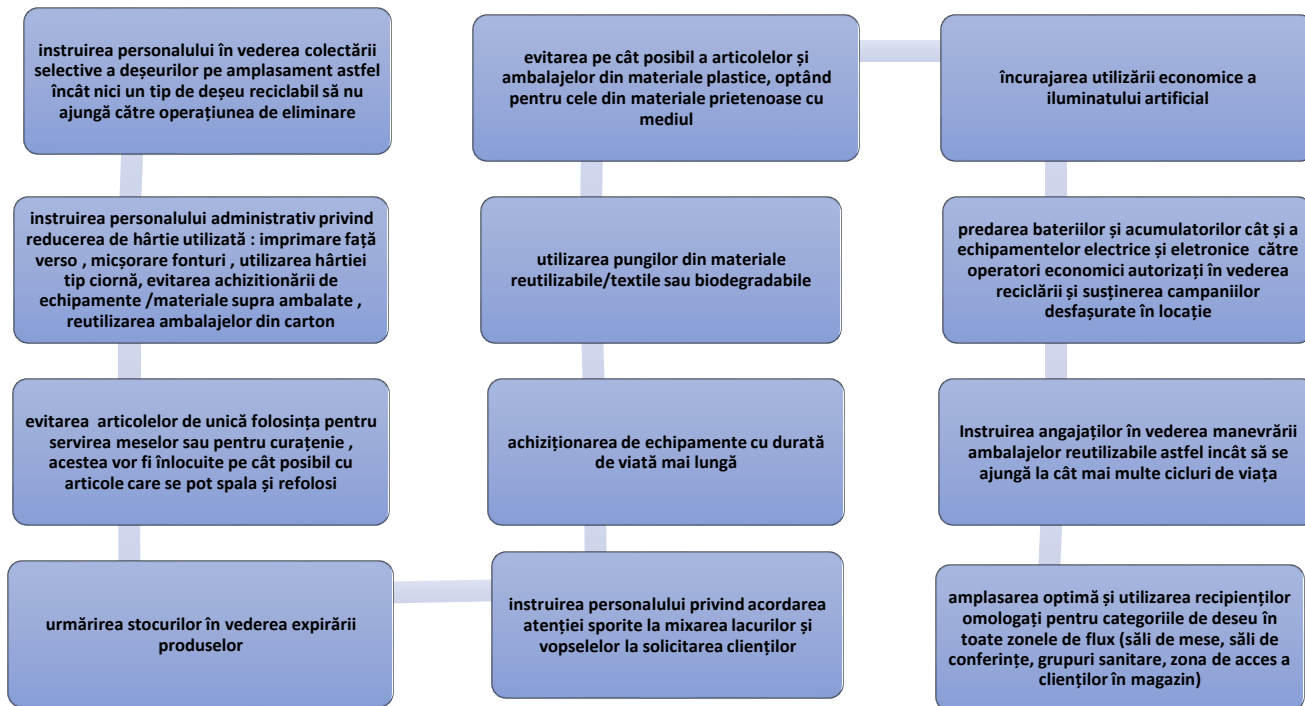 instruirea personalului în vederea colectării
selective a deșeurilor pe amplasament astfel
încât nici un tip de deșeu reciclabil să nu
ajungă către operațiunea de eliminare
instruirea personalului administrativ privind
reducerea de hârtie utilizată : imprimare față
verso , micșorare fonturi , utilizarea hârtiei
tip ciornă, evitarea achizitionării de
echipamente /materiale supra ambalate ,
reutilizarea ambalajelor din carton
evitarea articolelor de unică folosința pentru
servirea meselor sau pentru curațenie ,
acestea vor fi înlocuite pe cât posibil cu
articole care se pot spala și refolosi
urmărirea stocurilor în vederea expirării
produselor
instruirea personalului privind acordarea
atenției sporite la mixarea lacurilor și
vopselelor la solicitarea clienților
achiziționarea de echipamente cu durată
de viată mai lungă
utilizarea pungilor din materiale
reutilizabile/textile sau biodegradabile
evitarea pe cât posibil a articolelor și
ambalajelor din materiale plastice, optând
pentru cele din materiale prietenoase cu
mediul
încurajarea utilizării economice a
iluminatului artificial
predarea bateriilor și acumulatorilor cât și a
echipamentelor electrice și eletronice către
operatori economici autorizați în vederea
reciclării și susținerea campaniilor
desfașurate în locație
Instruirea angajaților în vederea manevrării
ambalajelor reutilizabile astfel incât să se
ajungă la cât mai multe cicluri de viața
amplasarea optimă și utilizarea recipienților
omologați pentru categoriile de deseu în
toate zonele de flux (săli de mese, săli de
conferințe, grupuri sanitare, zona de acces a
clienților în magazin)